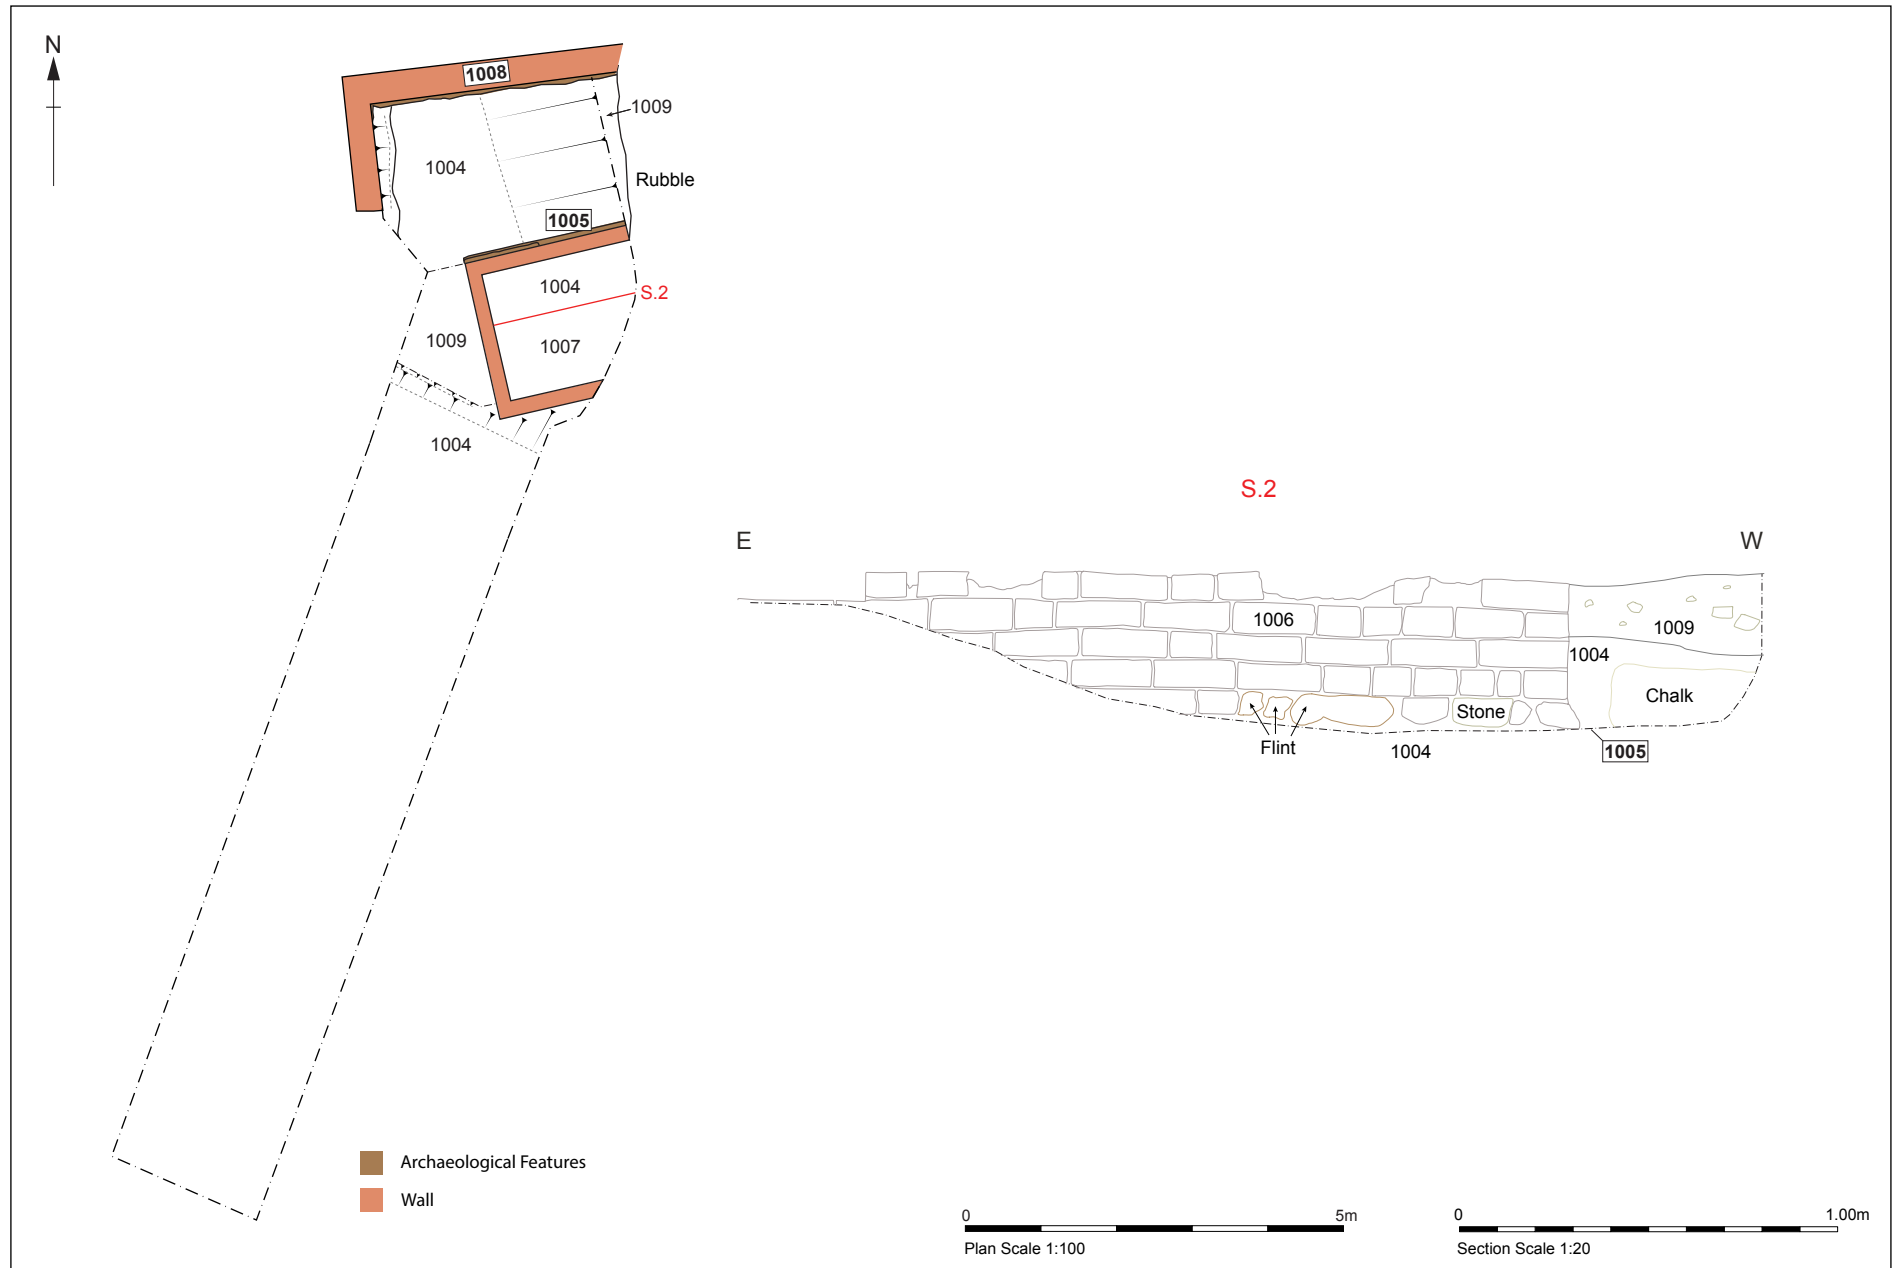 N
1008
1009
1004
Rubble
1005
1004
S.2
1009
1007
1004
S.2
E
W
1006
1009
1004
Chalk
Stone
Flint
1004
1005
Archaeological Features
Wall
0 5m
Plan Scale 1:100
0 1.00m
Section Scale 1:20